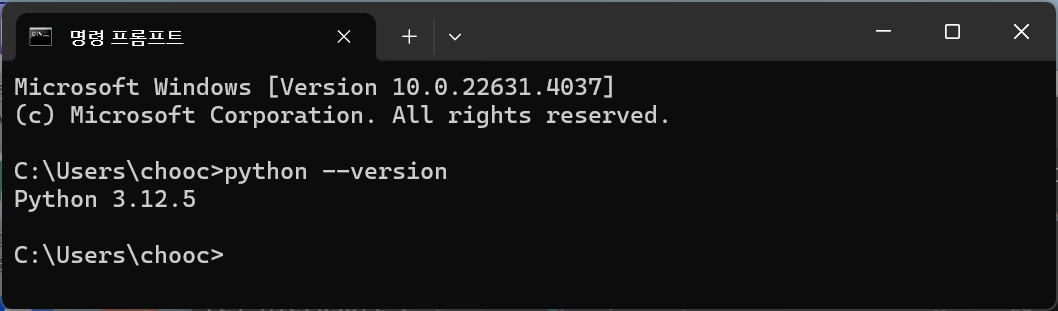 명령 프롬프트
Microsoft Windows [Version 10.0.22631.4037]
(c) Microsoft Corporation. All rights reserved.
C:\Users\chooc>python --version
Python 3.12.5
C:\Users\chooc>